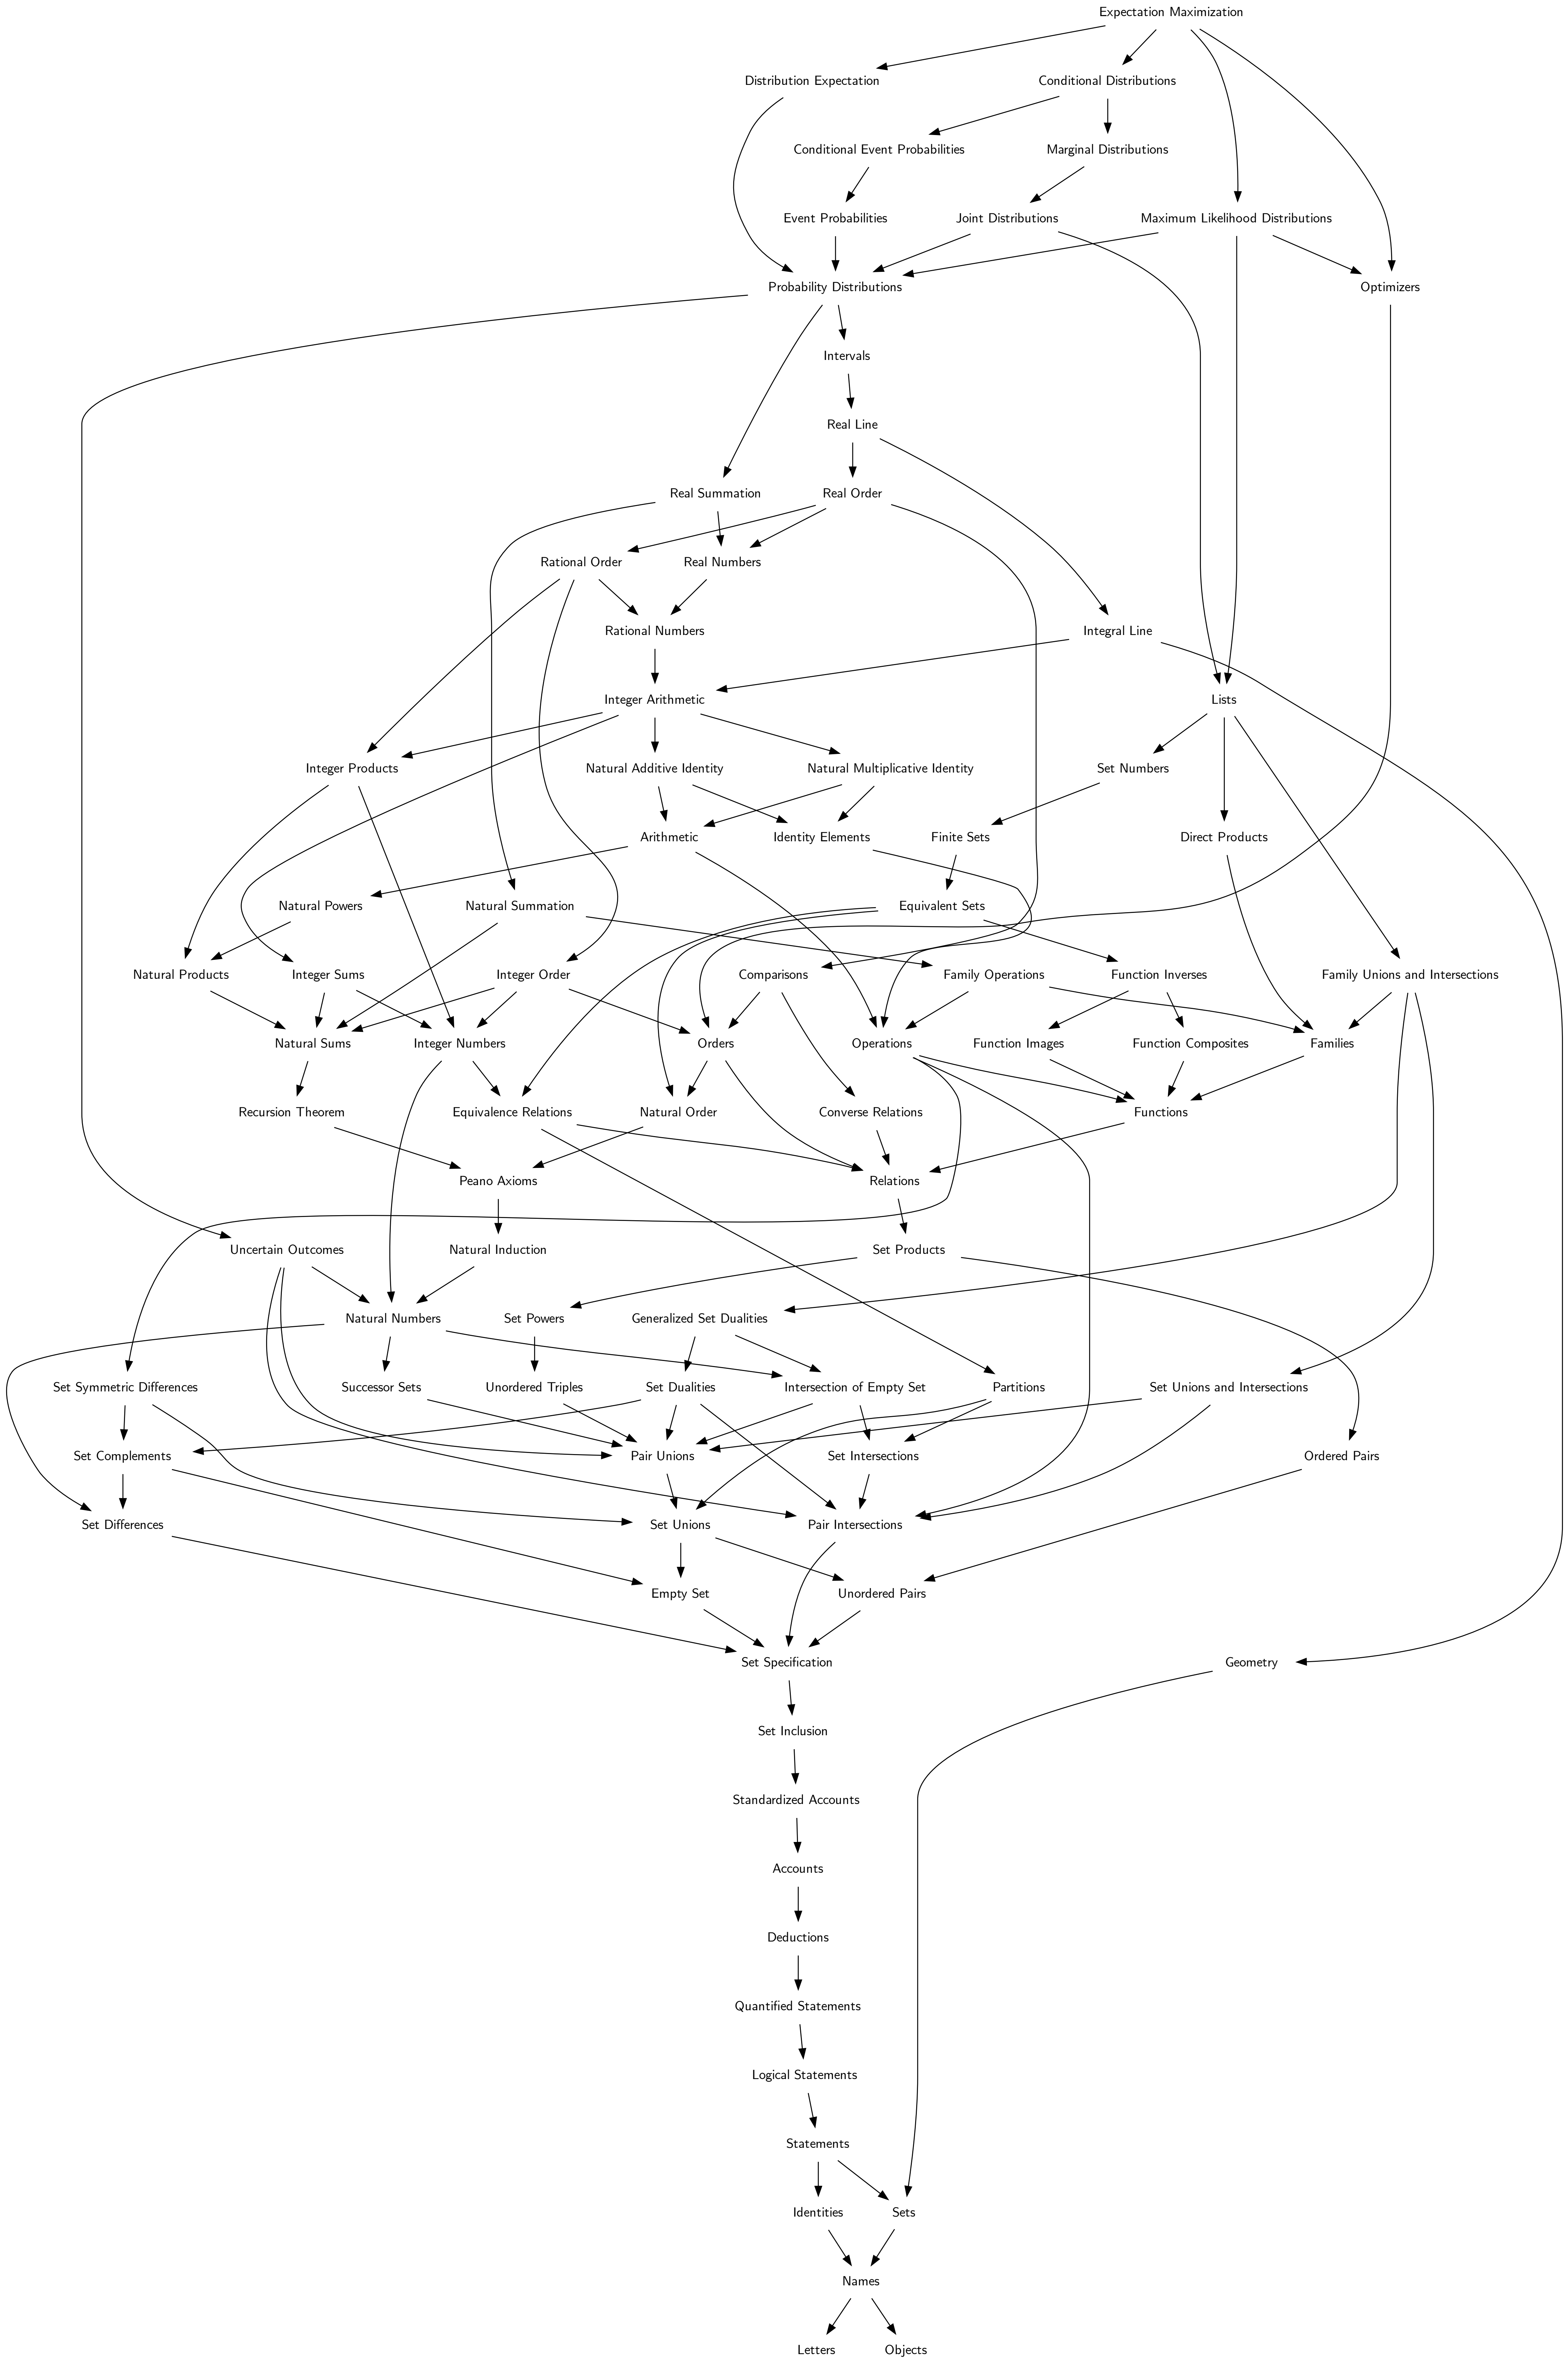 Expectation Maximization
Distribution Expectation
Conditional Distributions
Conditional Event Probabilities
Marginal Distributions
Event Probabilities
Joint Distributions
Maximum Likelihood Distributions
Probability Distributions
Optimizers
Intervals
Real Line
Real Summation
Real Order
Rational Order
Real Numbers
Rational Numbers
Integral Line
Integer Arithmetic
Lists
Integer Products
Natural Additive Identity
Natural Multiplicative Identity
Set Numbers
Arithmetic
Identity Elements
Finite Sets
Direct Products
Natural Powers
Natural Summation
Equivalent Sets
Natural Products
Integer Sums
Integer Order
Comparisons
Family Operations
Function Inverses
Family Unions and Intersections
Natural Sums
Integer Numbers
Orders
Operations
Function Images
Function Composites
Families
Recursion Theorem
Equivalence Relations
Natural Order
Converse Relations
Functions
Peano Axioms
Relations
Uncertain Outcomes
Natural Induction
Set Products
Natural Numbers
Set Powers
Generalized Set Dualities
Set Symmetric Differences
Successor Sets
Unordered Triples
Set Dualities
Intersection of Empty Set
Partitions
Set Unions and Intersections
Set Complements
Pair Unions
Set Intersections
Ordered Pairs
Set Differences
Set Unions
Pair Intersections
Empty Set
Unordered Pairs
Set Specification
Geometry
Set Inclusion
Standardized Accounts
Accounts
Deductions
Quantified Statements
Logical Statements
Statements
Identities
Sets
Names
Letters
Objects